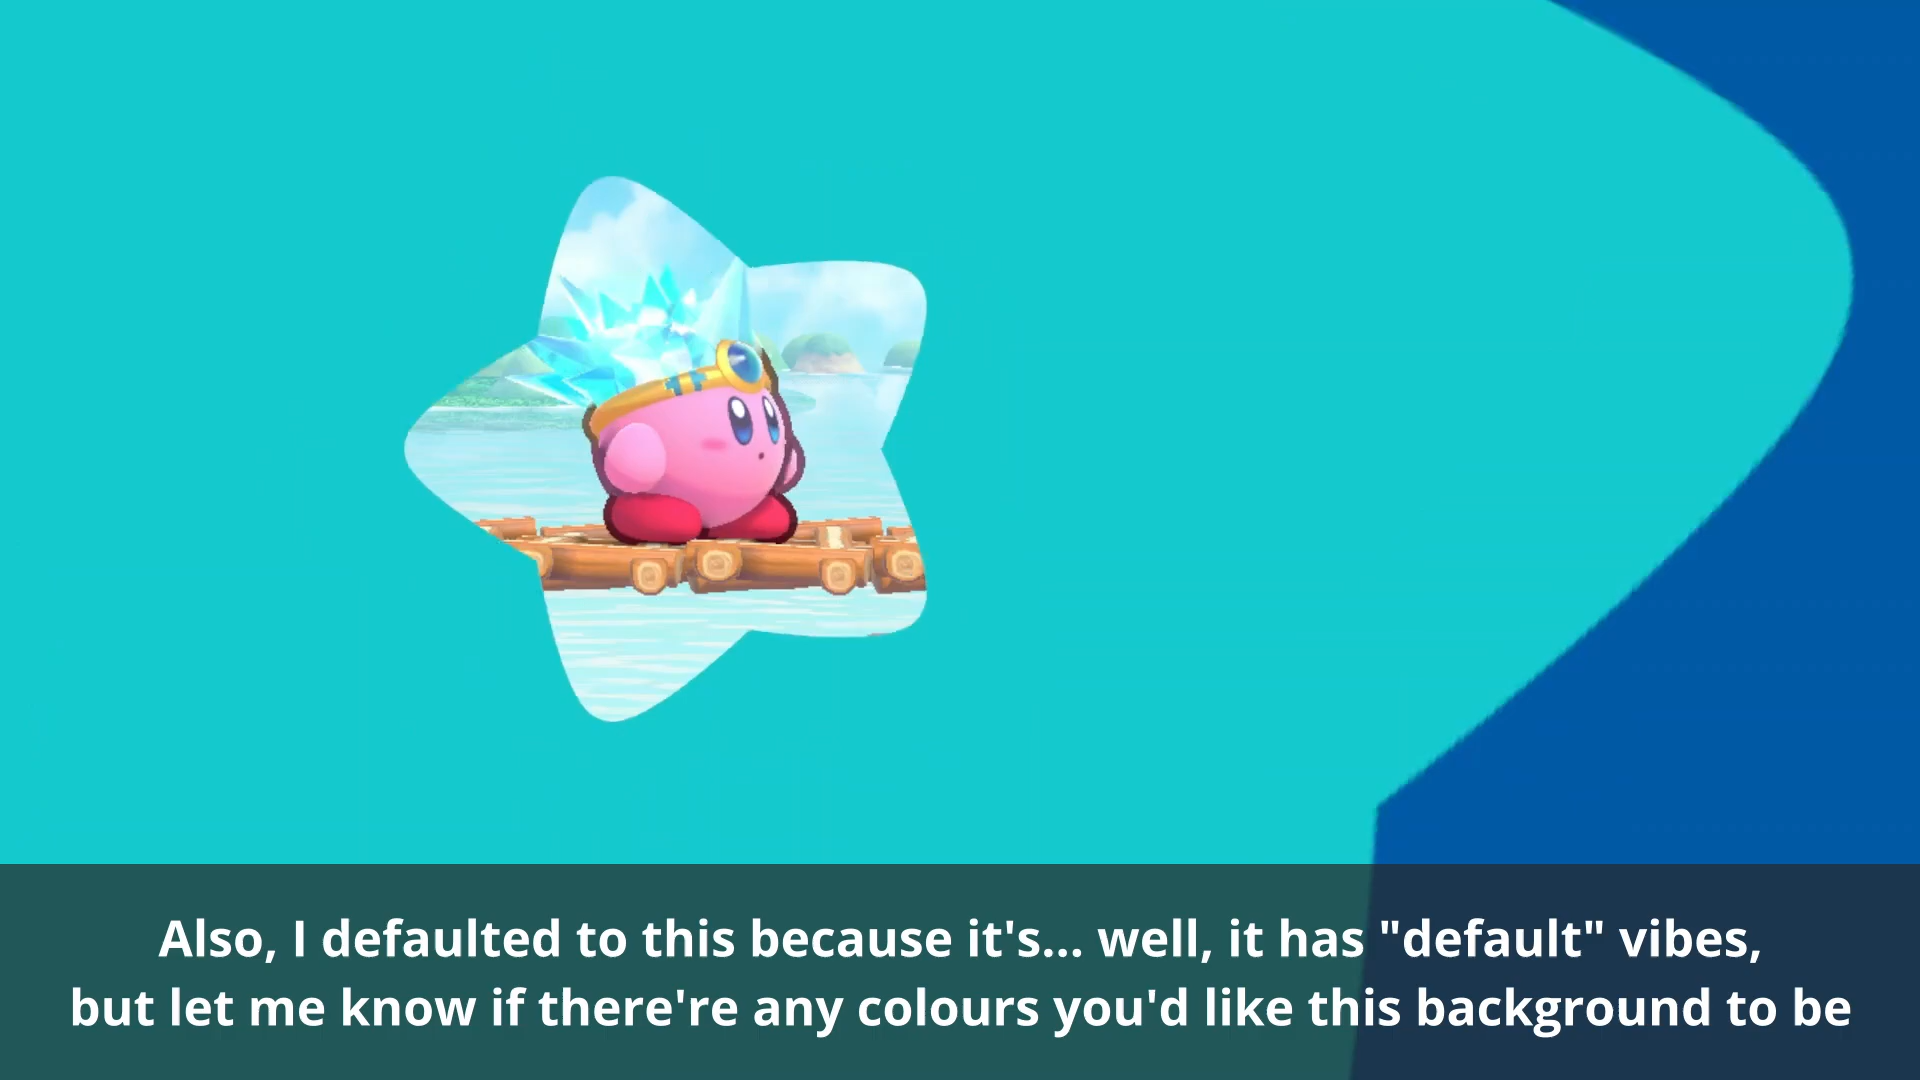 Also, I defaulted to this because it's... well, it has "default" vibes,
but let me know if there're any colours you'd like this background to be